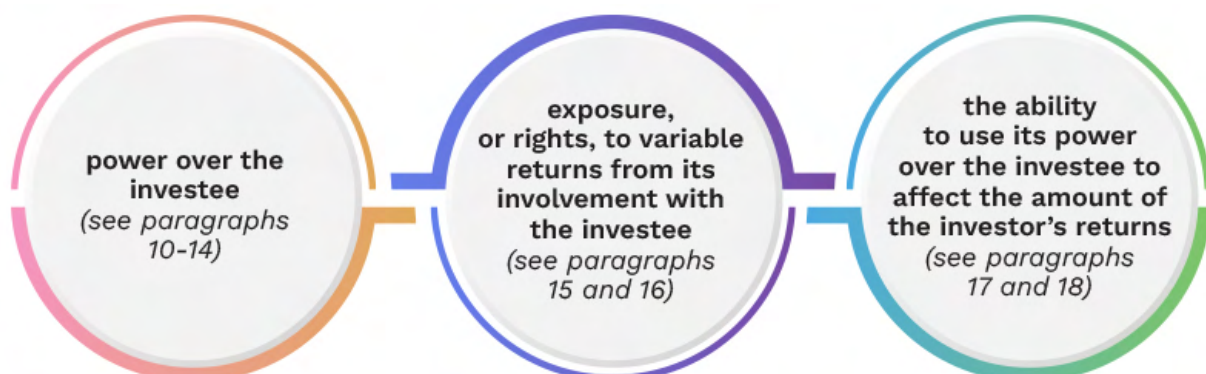 power over the
investee
(see paragraphs
10-14)
exposure,
or rights, to variable
returns from its
involvement with
the investee
(see paragraphs
15 and 16)
the ability
to use its power
over the investee to
affect the amount of
the investor’s returns
(see paragraphs
17 and 18)